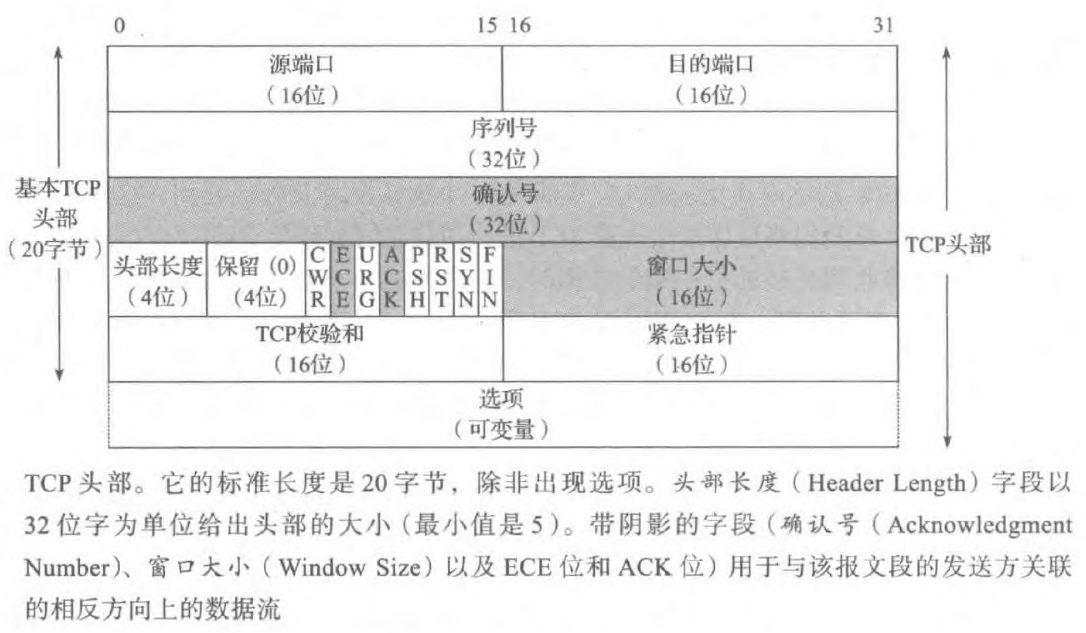 0 15 16 31
源端口 目的端口
(16位) (16位)
序列号
(32位)
基本TCP
头部
(20字节)
确认号
(32位)
TCP头部
头部长度 保留 (0) CWR ECE URG ACK PSH RST SYN FIN 窗口大小
(4位) (4位) (16位)
TCP校验和 紧急指针
(16位) (16位)
选项
(可变量)
TCP 头部。它的标准长度是 20 字节，除非出现选项。头部长度（Header Length）字段以
32 位字为单位给出头部的大小（最小值是 5）。带阴影的字段（确认号（Acknowledgment
Number）、窗口大小（Window Size）以及 ECE 位和 ACK 位）用于与该报文段的发送方关联
的相反方向上的数据流